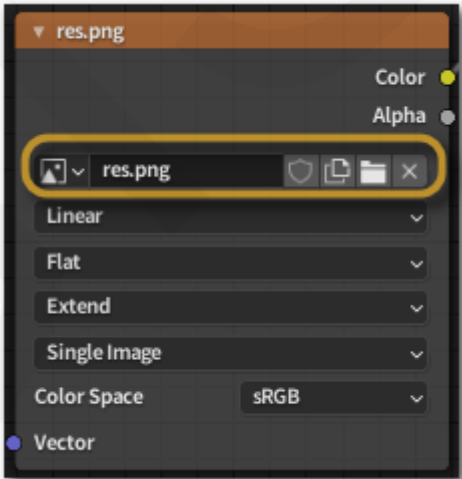 res.png
Color
Alpha
res.png
Linear
Flat
Extend
Single Image
Color Space sRGB
Vector